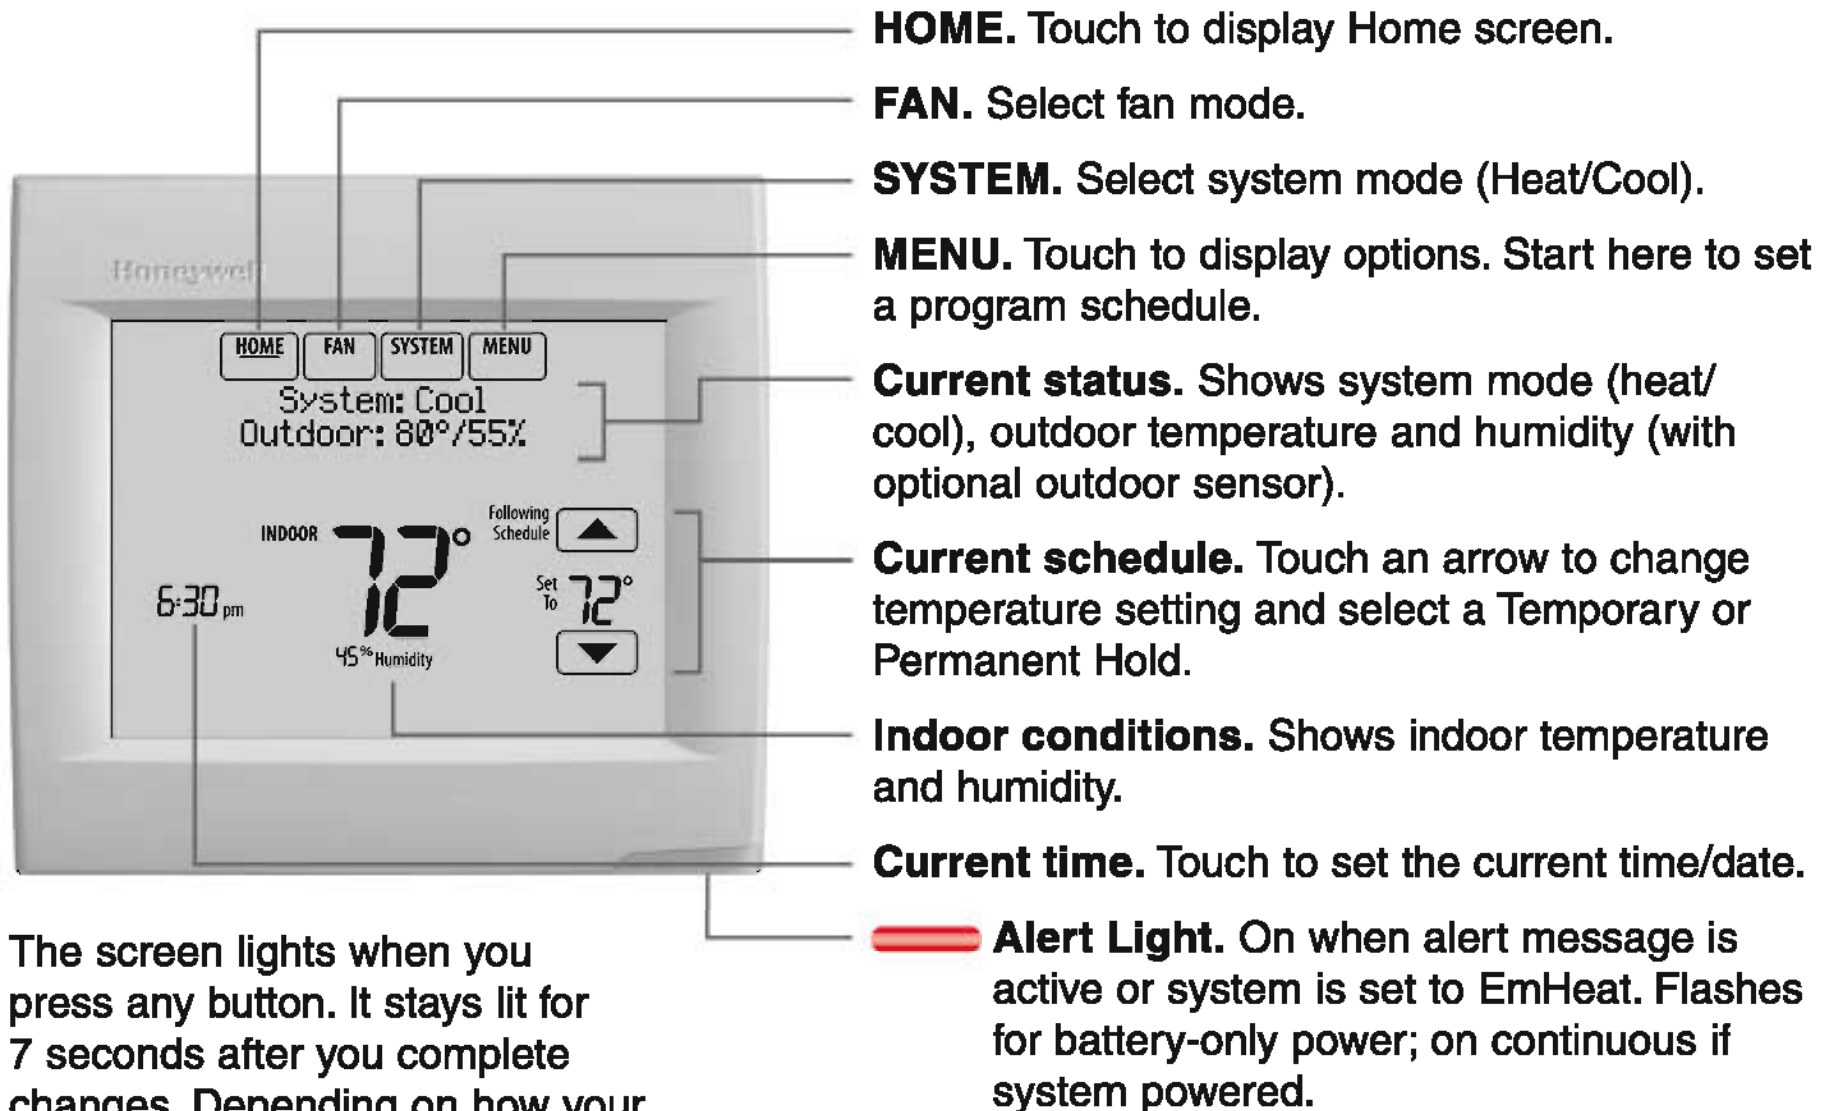 HOME. Touch to display Home screen.
FAN. Select fan mode.
SYSTEM. Select system mode (Heat/Cool).
MENU. Touch to display options. Start here to set
a program schedule.
Current status. Shows system mode (heat/
cool), outdoor temperature and humidity (with
optional outdoor sensor).
Current schedule. Touch an arrow to change
temperature setting and select a Temporary or
Permanent Hold.
Indoor conditions. Shows indoor temperature
and humidity.
Current time. Touch to set the current time/date.
Alert Light. On when alert message is
active or system is set to EmHeat. Flashes
for battery-only power; on continuous if
system powered.
Honeywell
HOME FAN SYSTEM MENU
System: Cool
Outdoor: 80°/55%
INDOOR 72°
Following
Schedule
Set
To 72°
6:30 pm
45% Humidity
The screen lights when you
press any button. It stays lit for
7 seconds after you complete
changes. Depending on how your